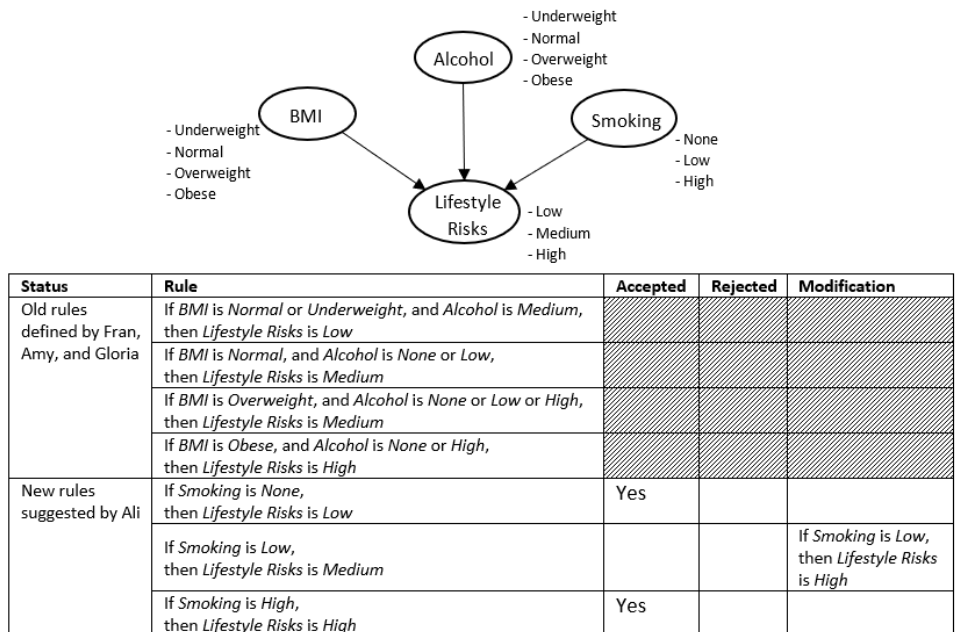 - Underweight
- Normal
- Overweight
- Obese
Alcohol
BMI
- Underweight
- Normal
- Overweight
- Obese
Smoking
- None
- Low
- High
Lifestyle
Risks
- Low
- Medium
- High
Status Rule Accepted Rejected Modification
Old rules
defined by Fran,
Amy, and Gloria
If BMI is Normal or Underweight, and Alcohol is Medium,
then Lifestyle Risks is Low
If BMI is Normal, and Alcohol is None or Low,
then Lifestyle Risks is Medium
If BMI is Overweight, and Alcohol is None or Low or High,
then Lifestyle Risks is Medium
If BMI is Obese, and Alcohol is None or High,
then Lifestyle Risks is High
New rules
suggested by Ali
If Smoking is None,
then Lifestyle Risks is Low
Yes
If Smoking is Low,
then Lifestyle Risks is Medium
If Smoking is Low,
then Lifestyle Risks
is High
If Smoking is High,
then Lifestyle Risks is High
Yes